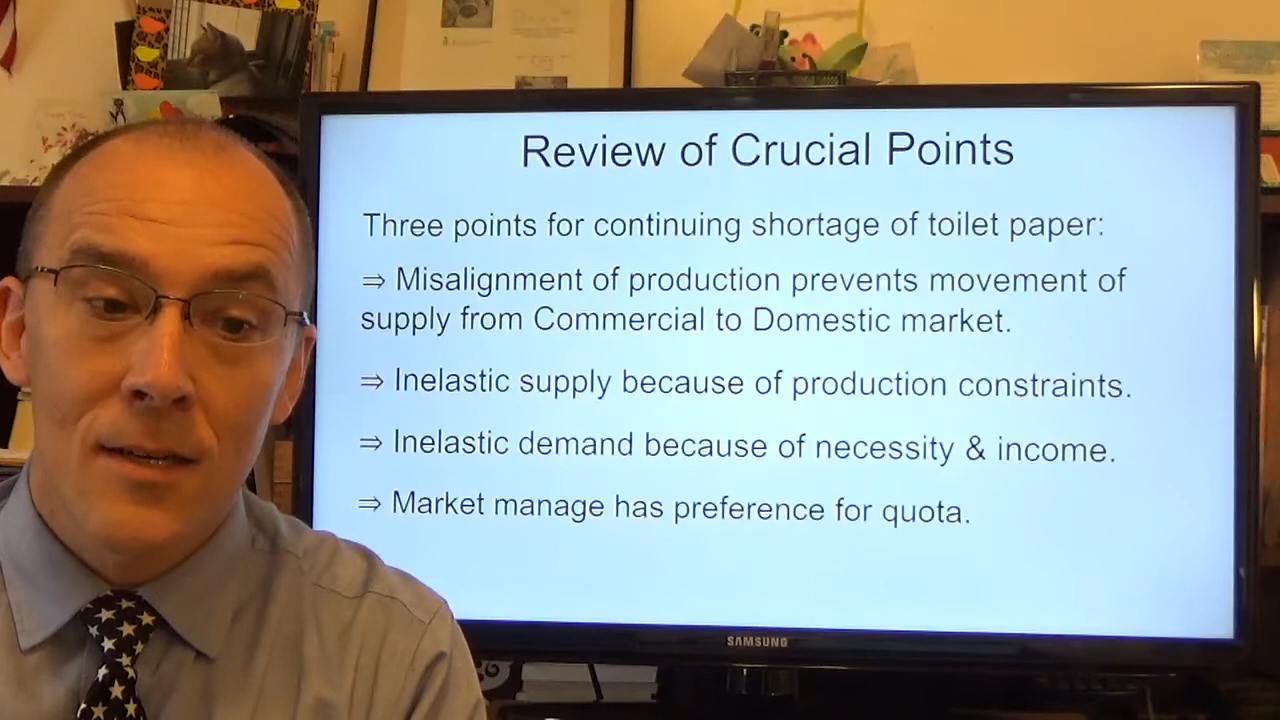 Review of Crucial Points
Three points for continuing shortage of toilet paper:
⇒ Misalignment of production prevents movement of
supply from Commercial to Domestic market.
⇒ Inelastic supply because of production constraints.
⇒ Inelastic demand because of necessity & income.
⇒ Market manage has preference for quota.
SAMSUNG